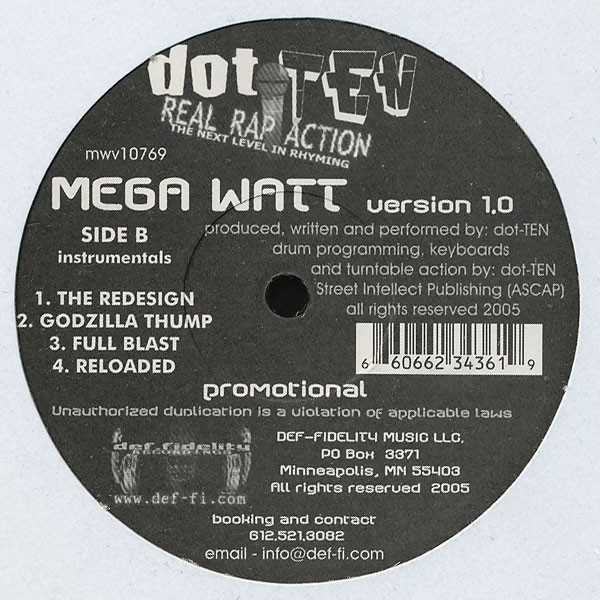 dot TEN
REAL RAP ACTION
THE NEXT LEVEL IN RHYMING
mwv10769
MEGA WATT version 1.0
SIDE B
instrumentals
produced, written and performed by: dot-TEN
drum programming, keyboards
and turntable action by: dot-TEN
Street Intellect Publishing (ASCAP)
all rights reserved 2005
1. THE REDESIGN
2. GODZILLA THUMP
3. FULL BLAST
4. RELOADED
6 60662 34361 9
promotional
Unauthorized duplication is a violation of applicable laws
def-fidelity
RECORDINGS
www.def-fi.com
DEF-FIDELITY MUSIC LLC.
PO Box 3371
Minneapolis, MN 55403
All rights reserved 2005
booking and contact
612.521.3082
email - info@def-fi.com